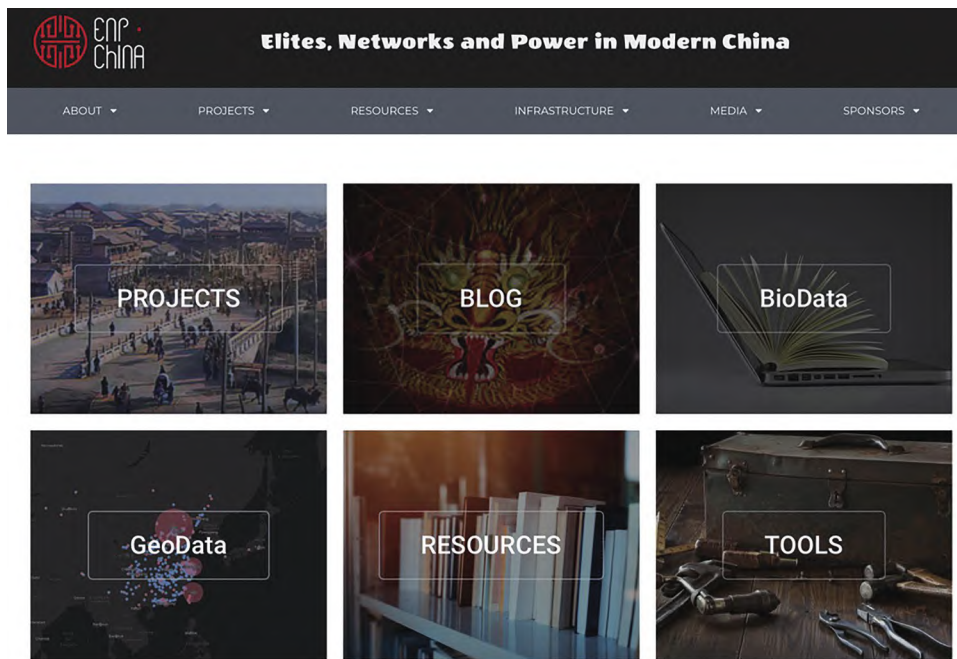 ENP
China
Elites, Networks and Power in Modern China
ABOUT
PROJECTS
RESOURCES
INFRASTRUCTURE
MEDIA
SPONSORS
PROJECTS
BLOG
BioData
GeoData
RESOURCES
TOOLS